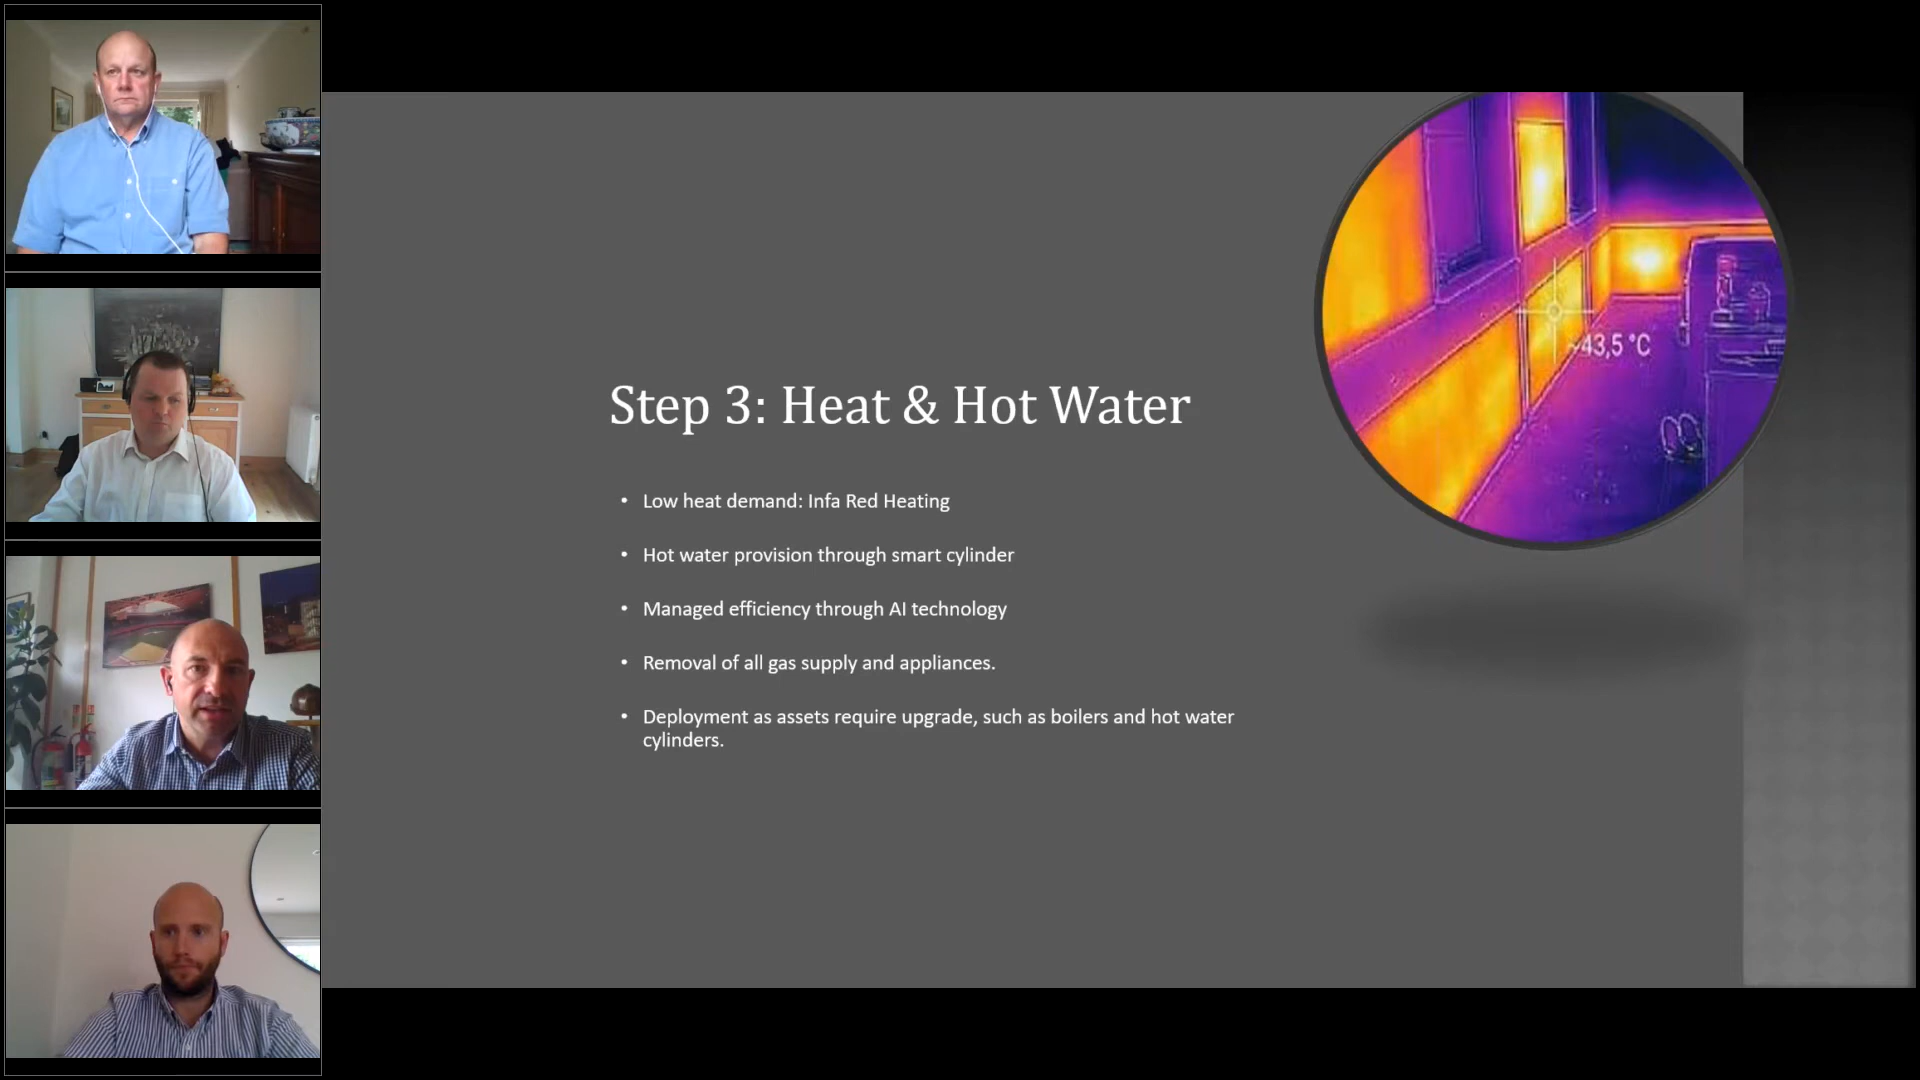 Step 3: Heat & Hot Water
• Low heat demand: Infa Red Heating
• Hot water provision through smart cylinder
• Managed efficiency through AI technology
• Removal of all gas supply and appliances.
• Deployment as assets require upgrade, such as boilers and hot water
cylinders.
~43,5 °C